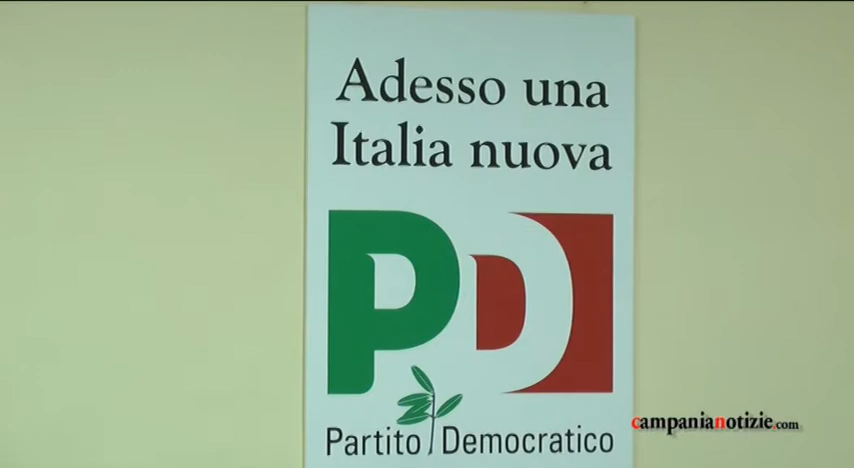 Adesso una
Italia nuova
PD
Partito Democratico
campanianotizie.com